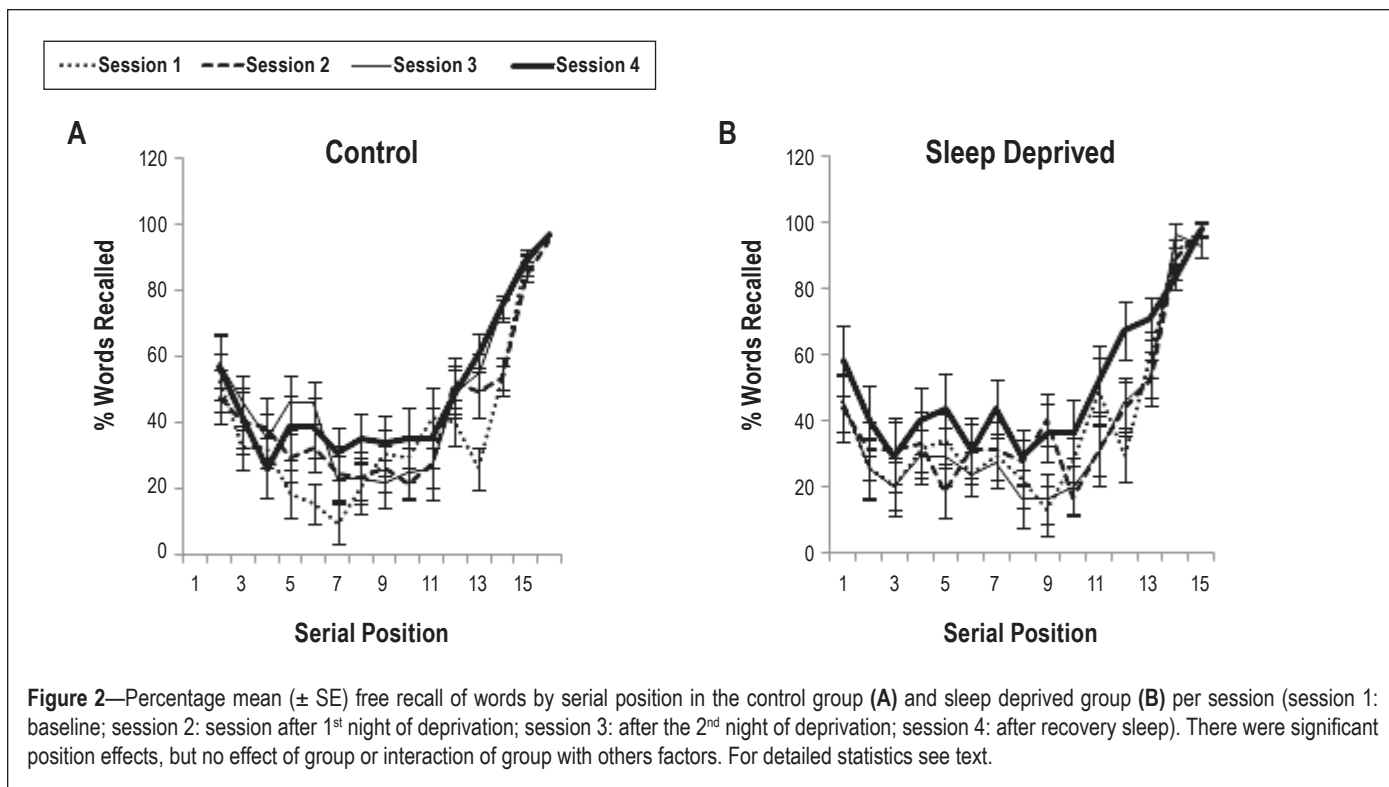 Session 1 Session 2 Session 3 Session 4
A
Control
120
100
80
60
40
20
0
% Words Recalled
1 3 5 7 9 11 13 15
Serial Position
B
Sleep Deprived
120
100
80
60
40
20
0
% Words Recalled
1 3 5 7 9 11 13 15
Serial Position
Figure 2—Percentage mean (± SE) free recall of words by serial position in the control group (A) and sleep deprived group (B) per session (session 1:
baseline; session 2: session after 1st night of deprivation; session 3: after the 2nd night of deprivation; session 4: after recovery sleep). There were significant
position effects, but no effect of group or interaction of group with others factors. For detailed statistics see text.